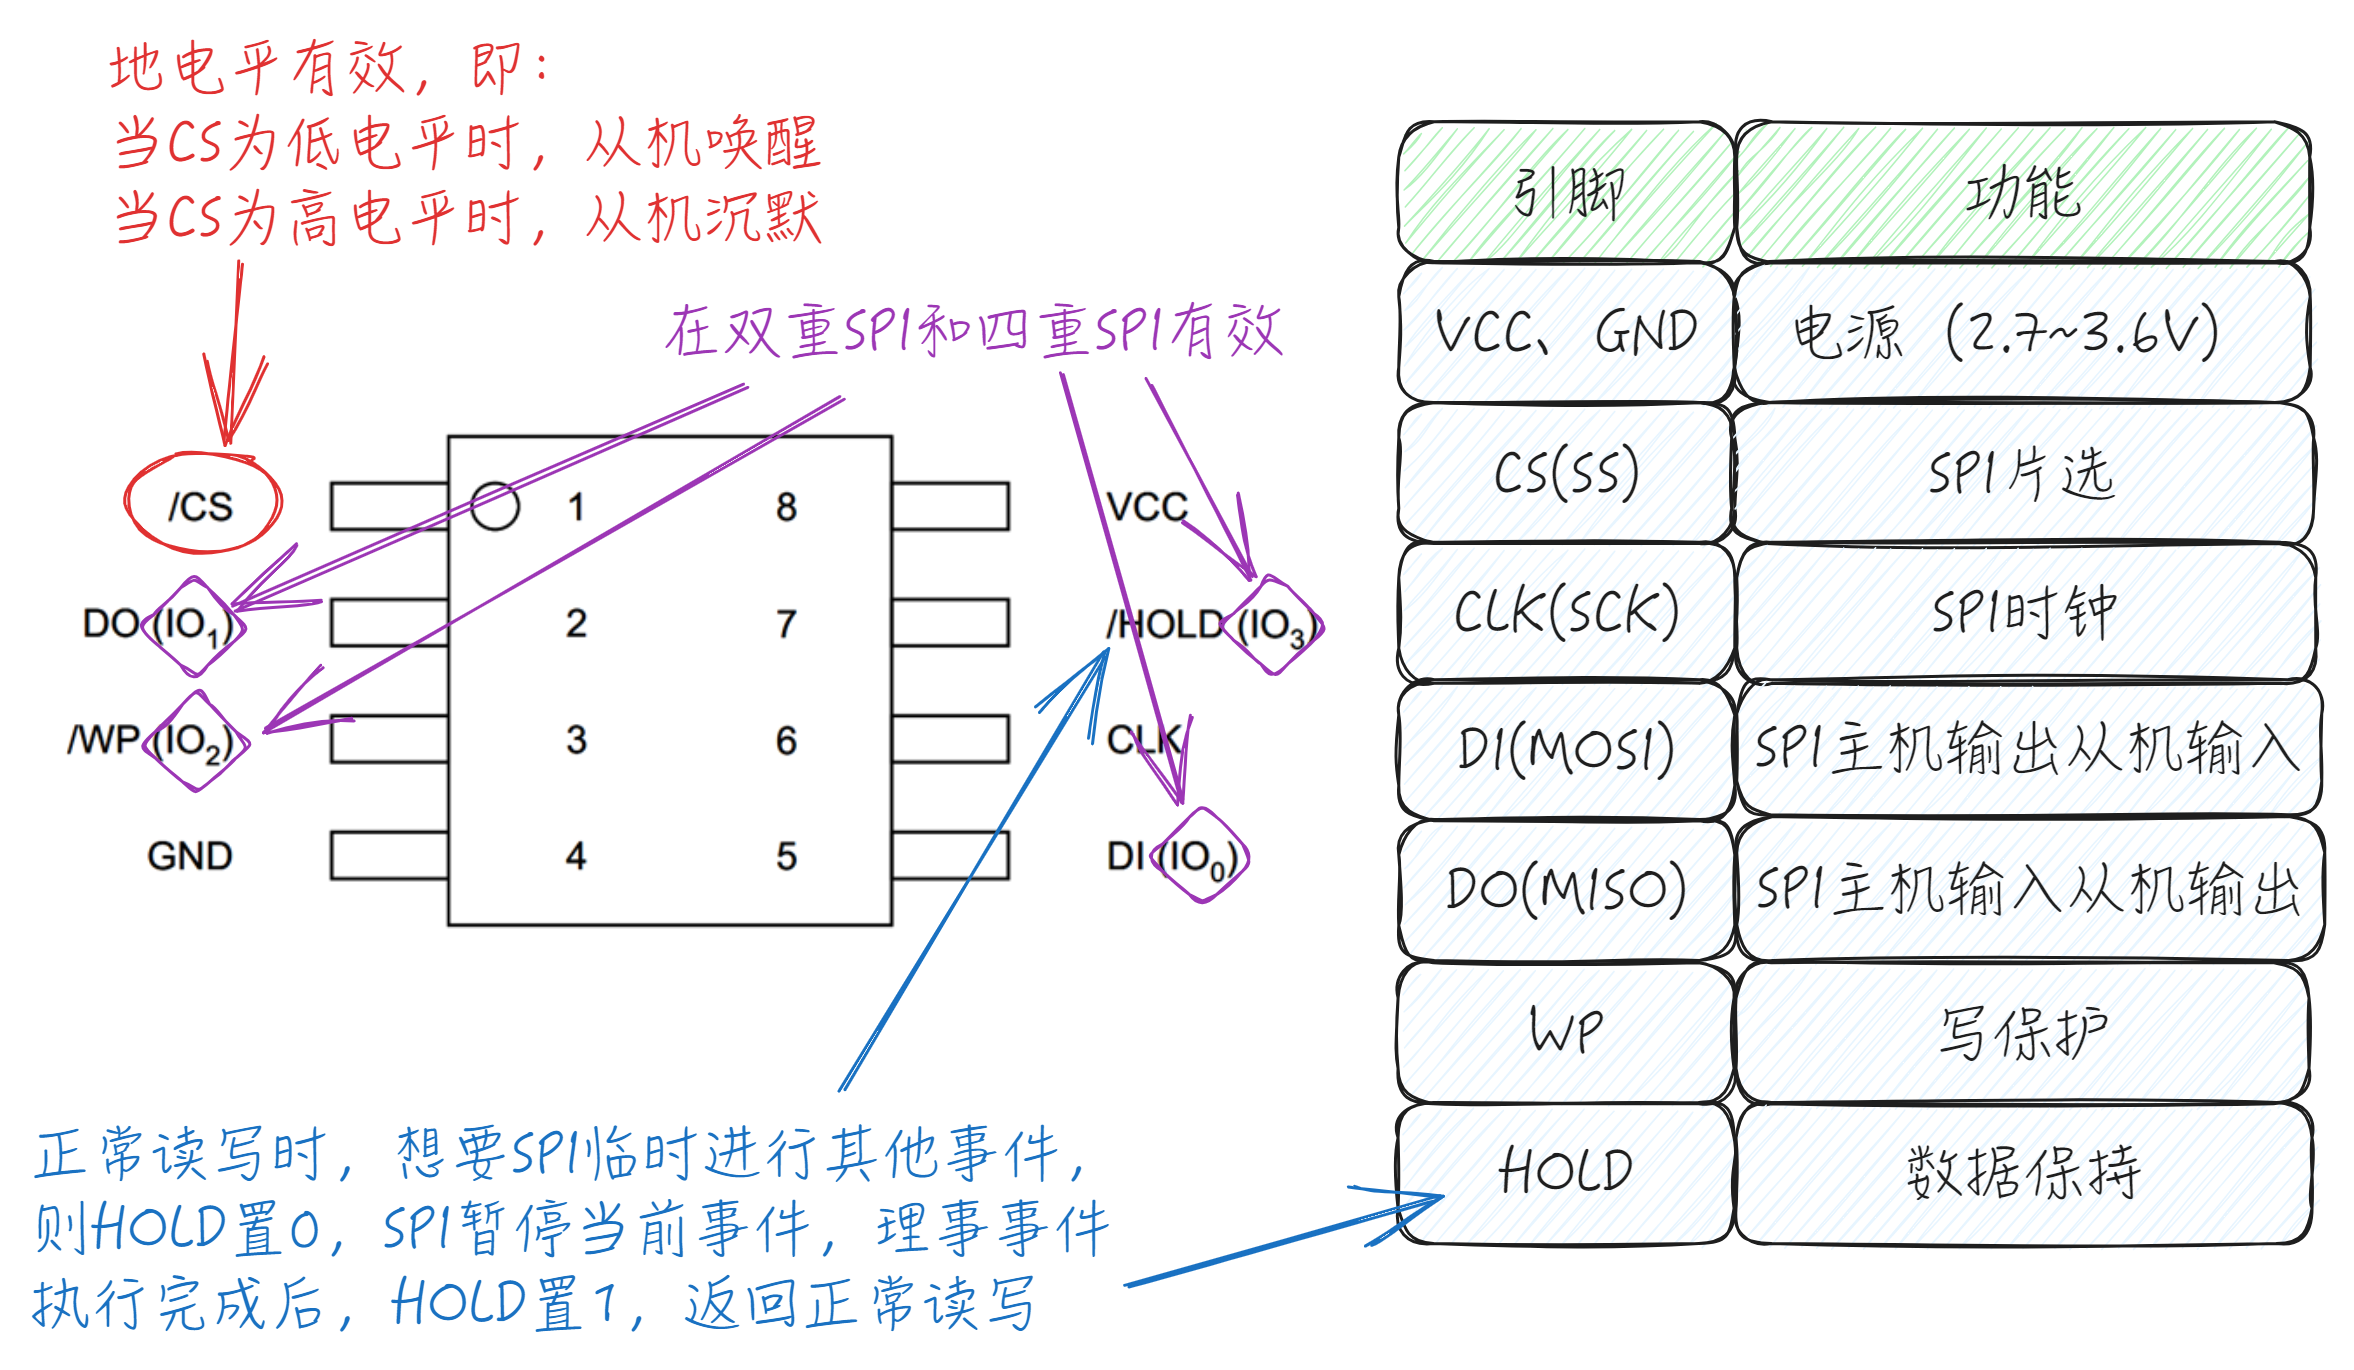 地电平有效，即：
当CS为低电平时，从机唤醒
当CS为高电平时，从机沉默
在双重SPI和四重SPI有效
/CS
1
8
VCC
DO (IO1)
2
7
/HOLD (IO3)
/WP (IO2)
3
6
CLK
GND
4
5
DI (IO0)
正常读写时，想要SPI临时进行其他事件，
则HOLD置0，SPI暂停当前事件，理事事件
执行完成后，HOLD置1，返回正常读写
引脚 功能
VCC、GND 电源（2.7~3.6V）
CS(SS) SPI片选
CLK(SCK) SPI时钟
DI(MOSI) SPI主机输出从机输入
DO(MISO) SPI主机输入从机输出
WP 写保护
HOLD 数据保持